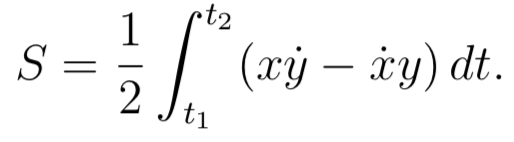 S = \frac{1}{2} \int_{t_1}^{t_2} (x\dot{y} - \dot{x}y) \, dt.